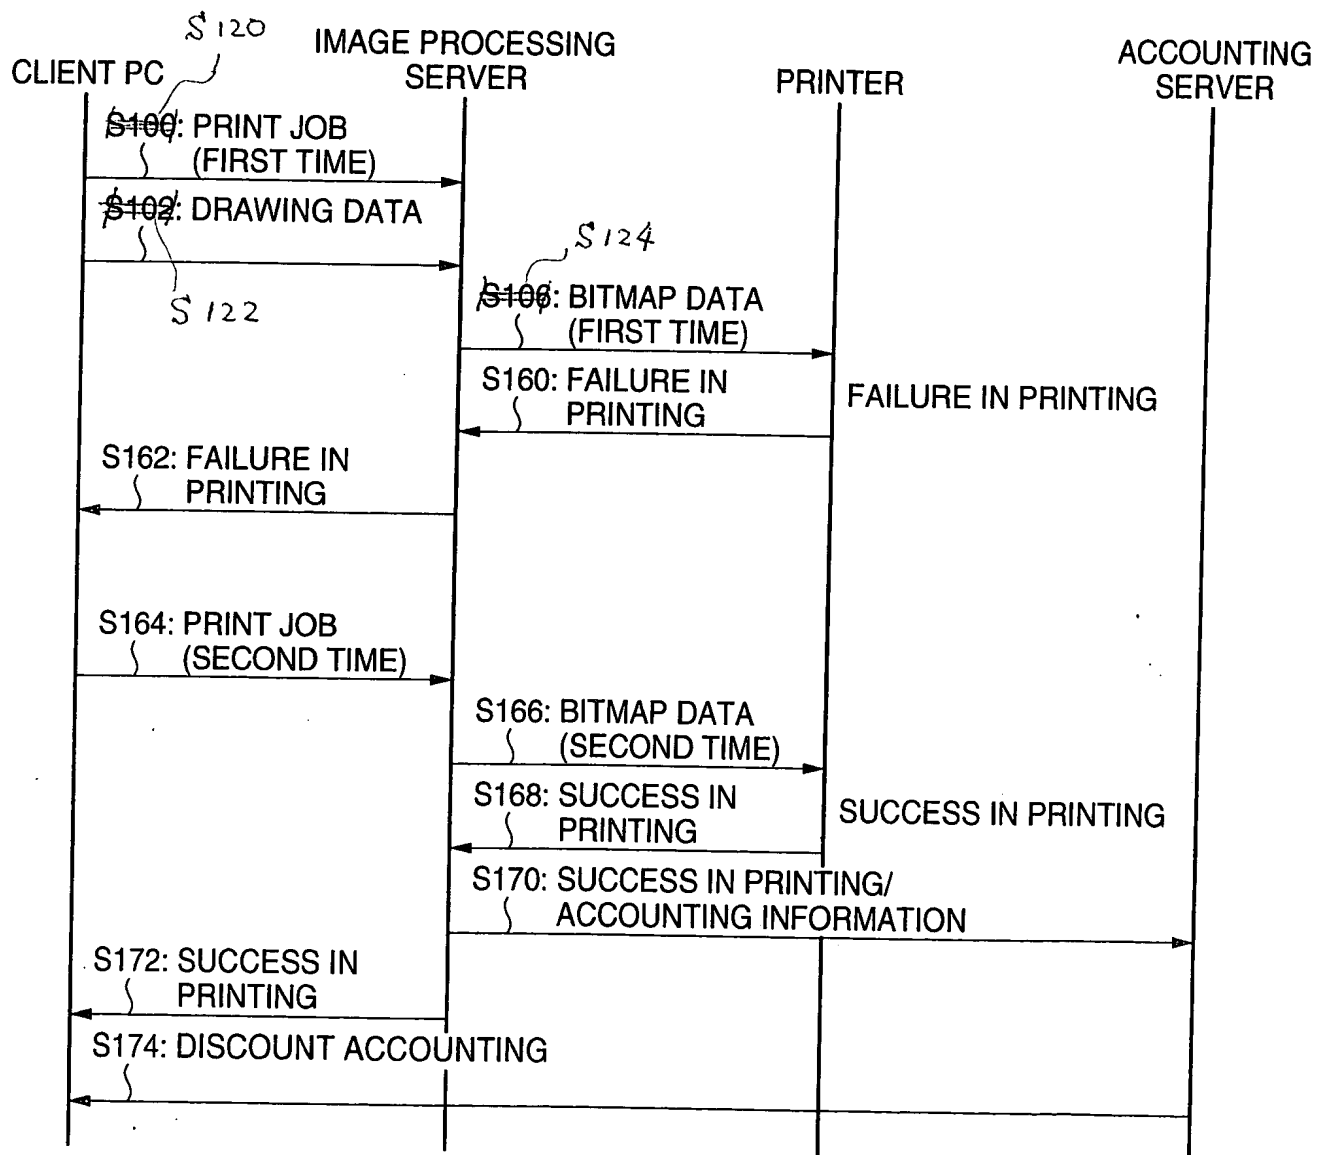 S120
IMAGE PROCESSING
SERVER
CLIENT PC
PRINTER
ACCOUNTING
SERVER
S100: PRINT JOB
(FIRST TIME)
S102: DRAWING DATA
S122
S124
S106: BITMAP DATA
(FIRST TIME)
S160: FAILURE IN
PRINTING
FAILURE IN PRINTING
S162: FAILURE IN
PRINTING
S164: PRINT JOB
(SECOND TIME)
S166: BITMAP DATA
(SECOND TIME)
S168: SUCCESS IN
PRINTING
SUCCESS IN PRINTING
S170: SUCCESS IN PRINTING/
ACCOUNTING INFORMATION
S172: SUCCESS IN
PRINTING
S174: DISCOUNT ACCOUNTING